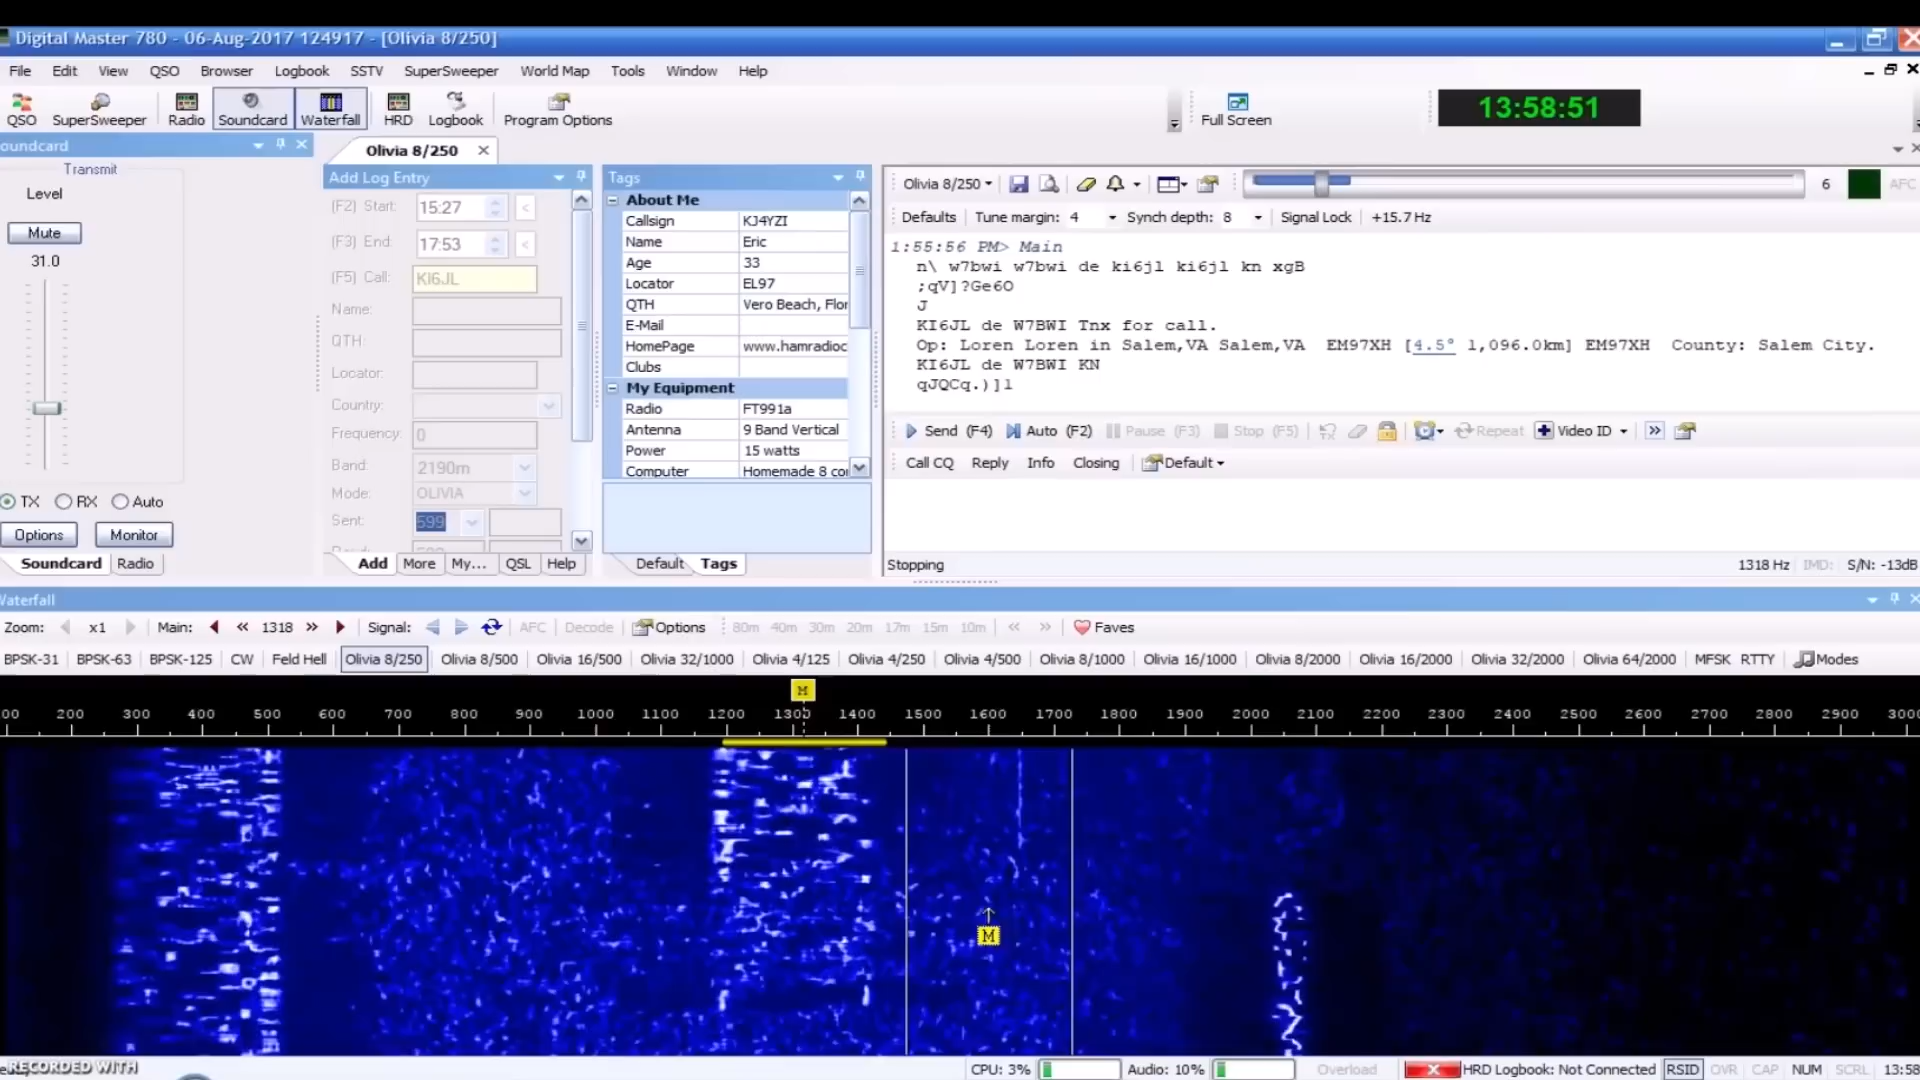 Digital Master 780 - 06-Aug-2017 124917 - [Olivia 8/250]
File Edit View QSO Browser Logbook SSTV SuperSweeper World Map Tools Window Help
QSO SuperSweeper Radio Soundcard Waterfall HRD Logbook Program Options Full Screen 13:58:51
oundcard
Transmit
Level
Mute
31.0
TX RX Auto
Options Monitor
Soundcard Radio
Olivia 8/250
Add Log Entry
(F2) Start: 15:27 <
(F3) End: 17:53 <
(F5) Call: KI6JL
Name:
QTH:
Locator:
Country:
Frequency: 0
Band: 2190m
Mode: OLIVIA
Sent: 599
Add More My... QSL Help
Tags
About Me
Callsign KJ4YZI
Name Eric
Age 33
Locator EL97
QTH Vero Beach, Flor
E-Mail
HomePage www.hamradioc
Clubs
My Equipment
Radio FT991a
Antenna 9 Band Vertical
Power 15 watts
Computer Homemade 8 cor
Default Tags
Olivia 8/250 6 AFC
Defaults Tune margin: 4 Synch depth: 8 Signal Lock +15.7 Hz
1:55:56 PM> Main
n\ w7bwi w7bwi de ki6jl ki6jl kn xgB
;qV]?Ge6O
J
KI6JL de W7BWI Tnx for call.
Op: Loren Loren in Salem,VA Salem,VA EM97XH [4.5° 1,096.0km] EM97XH County: Salem City.
KI6JL de W7BWI KN
qJQCq.)]l
Send (F4) Auto (F2) Pause (F3) Stop (F5) Repeat Video ID >>
Call CQ Reply Info Closing Default
Stopping 1318 Hz IMD: S/N: -13dB
Waterfall
Zoom: x1 Main: 1318 Signal: AFC Decode Options 80m 40m 30m 20m 17m 15m 10m Faves
BPSK-31 BPSK-63 BPSK-125 CW Feld Hell Olivia 8/250 Olivia 8/500 Olivia 16/500 Olivia 32/1000 Olivia 4/125 Olivia 4/250 Olivia 4/500 Olivia 8/1000 Olivia 16/1000 Olivia 8/2000 Olivia 16/2000 Olivia 32/2000 Olivia 64/2000 MFSK RTTY Modes
M
00 200 300 400 500 600 700 800 900 1000 1100 1200 1300 1400 1500 1600 1700 1800 1900 2000 2100 2200 2300 2400 2500 2600 2700 2800 2900 3000
M
RECORDED WITH
CPU: 3% Audio: 10% Overload HRD Logbook: Not Connected RSID OVR CAP NUM SCRL 13:58